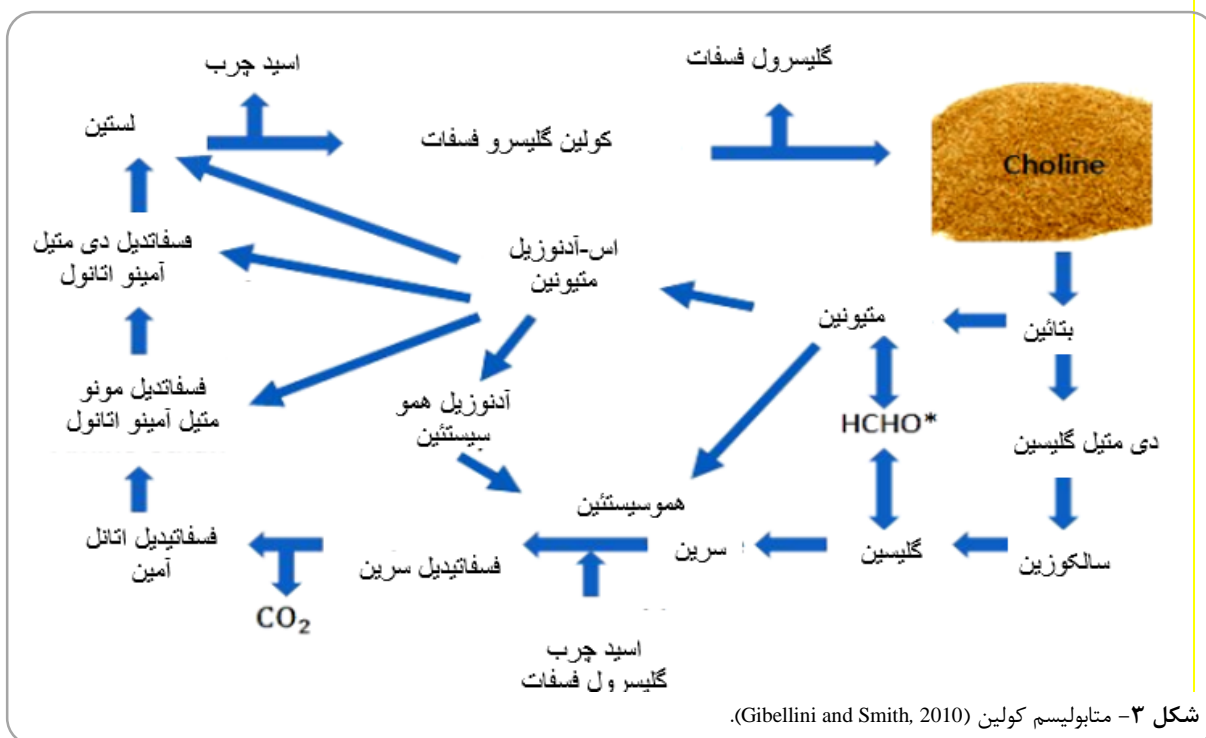 گلیسرول فسفات
اسید چرب
Choline
کولین گلیسرو فسفات
لستین
اس-آدنوزیل
متیونین
فسفاتدیل دی متیل
آمینو اتانول
بتائین
متیونین
فسفاتدیل مونو
متیل آمینو اتانول
آدنوزیل همو
سیستئین
HCHO*
دی متیل گلیسین
هموسیستئین
سالکوزین
گلیسین
سرین
فسفاتیدیل سرین
فسفاتیدیل اتانل
آمین
CO₂
اسید چرب
گلیسرول فسفات
شکل ۳- متابولیسم کولین (Gibellini and Smith, 2010).